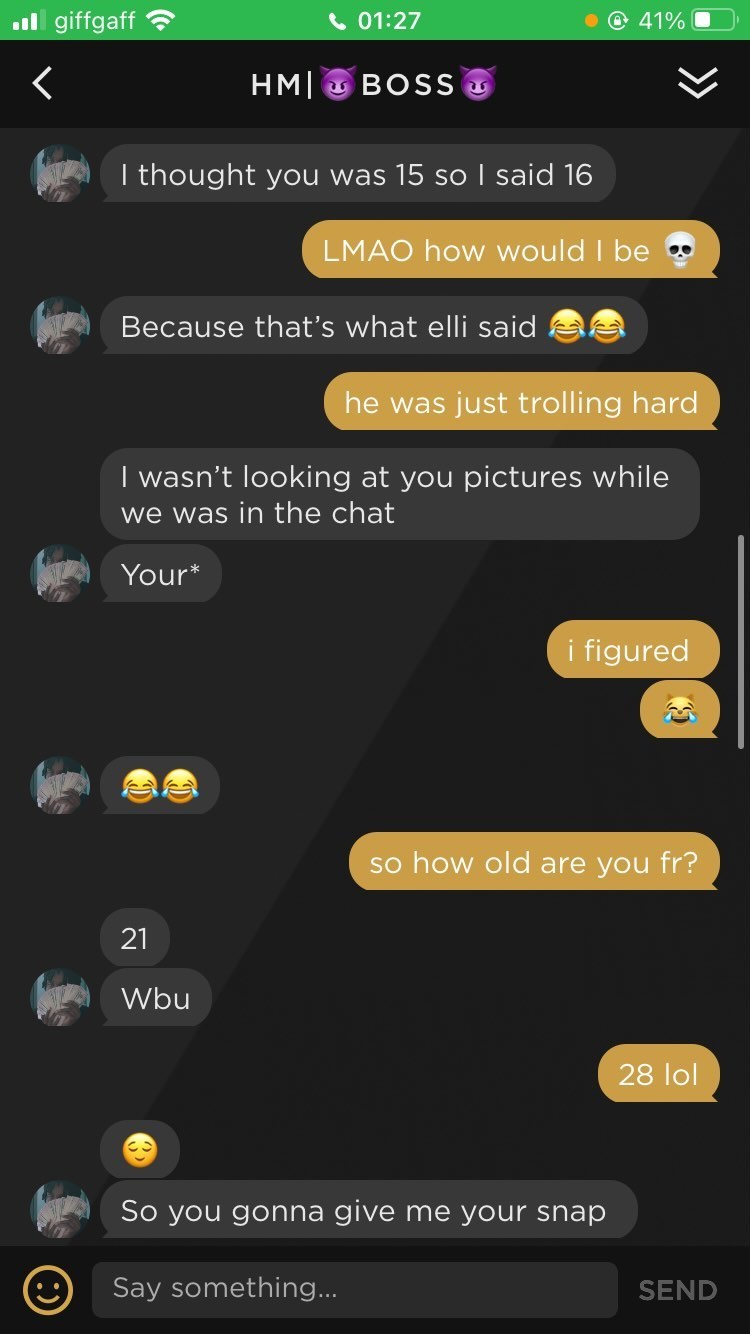 giffgaff 01:27 41%
HM|😈BOSS😈
I thought you was 15 so I said 16
LMAO how would I be 💀
Because that's what elli said 😂😂
he was just trolling hard
I wasn't looking at you pictures while
we was in the chat
Your*
i figured
😹
😂😂
so how old are you fr?
21
Wbu
28 lol
😌
So you gonna give me your snap
Say something... SEND